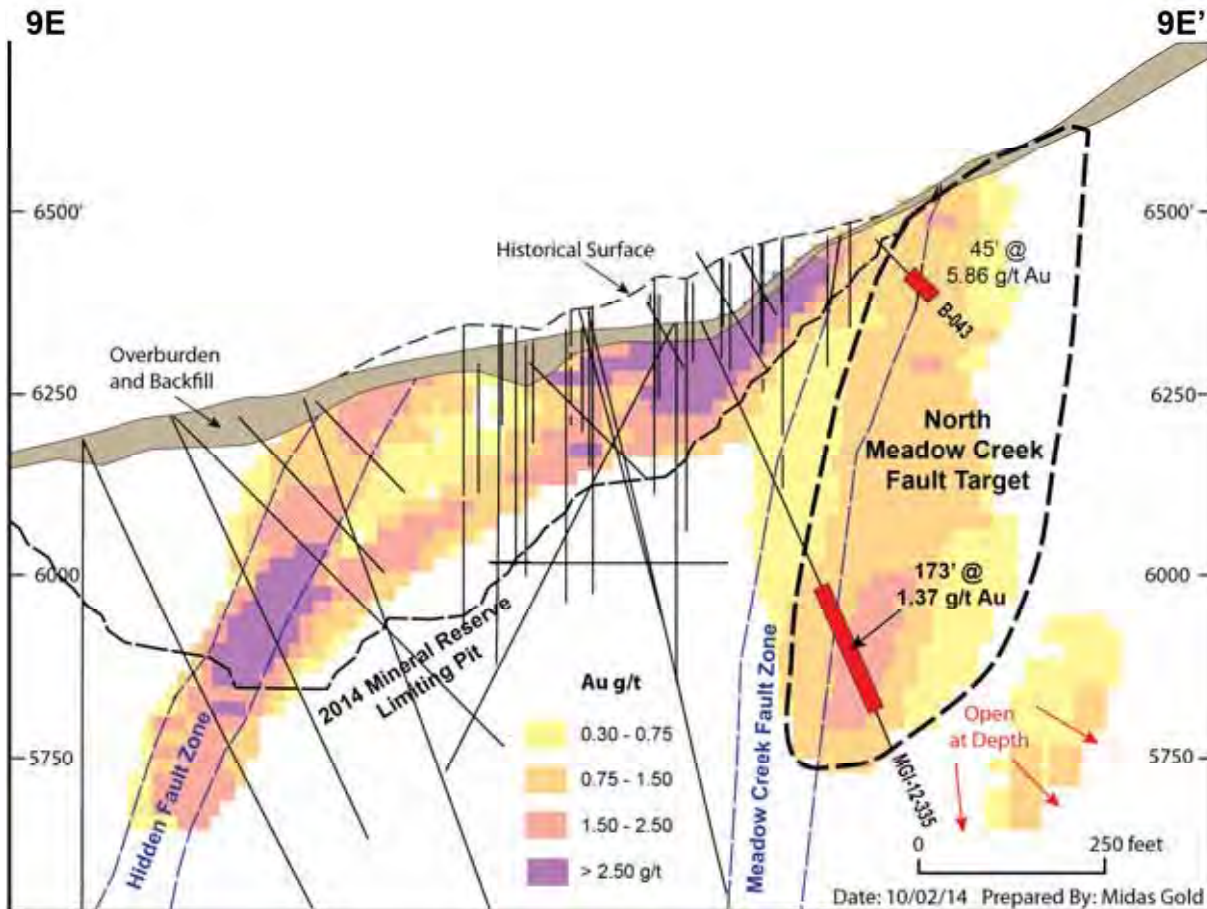 9E
9E'
6500'
6500'
Historical Surface
45' @
5.86 g/t Au
B-043
Overburden
and Backfill
6250
6250'
North
Meadow Creek
Fault Target
6000
6000'
173' @
1.37 g/t Au
2014 Mineral Reserve
Limiting Pit
Au g/t
0.30 - 0.75
0.75 - 1.50
1.50 - 2.50
> 2.50 g/t
Hidden Fault Zone
Meadow Creek Fault Zone
Open
at Depth
5750
5750'
MGI-12-335
0
250 feet
Date: 10/02/14 Prepared By: Midas Gold